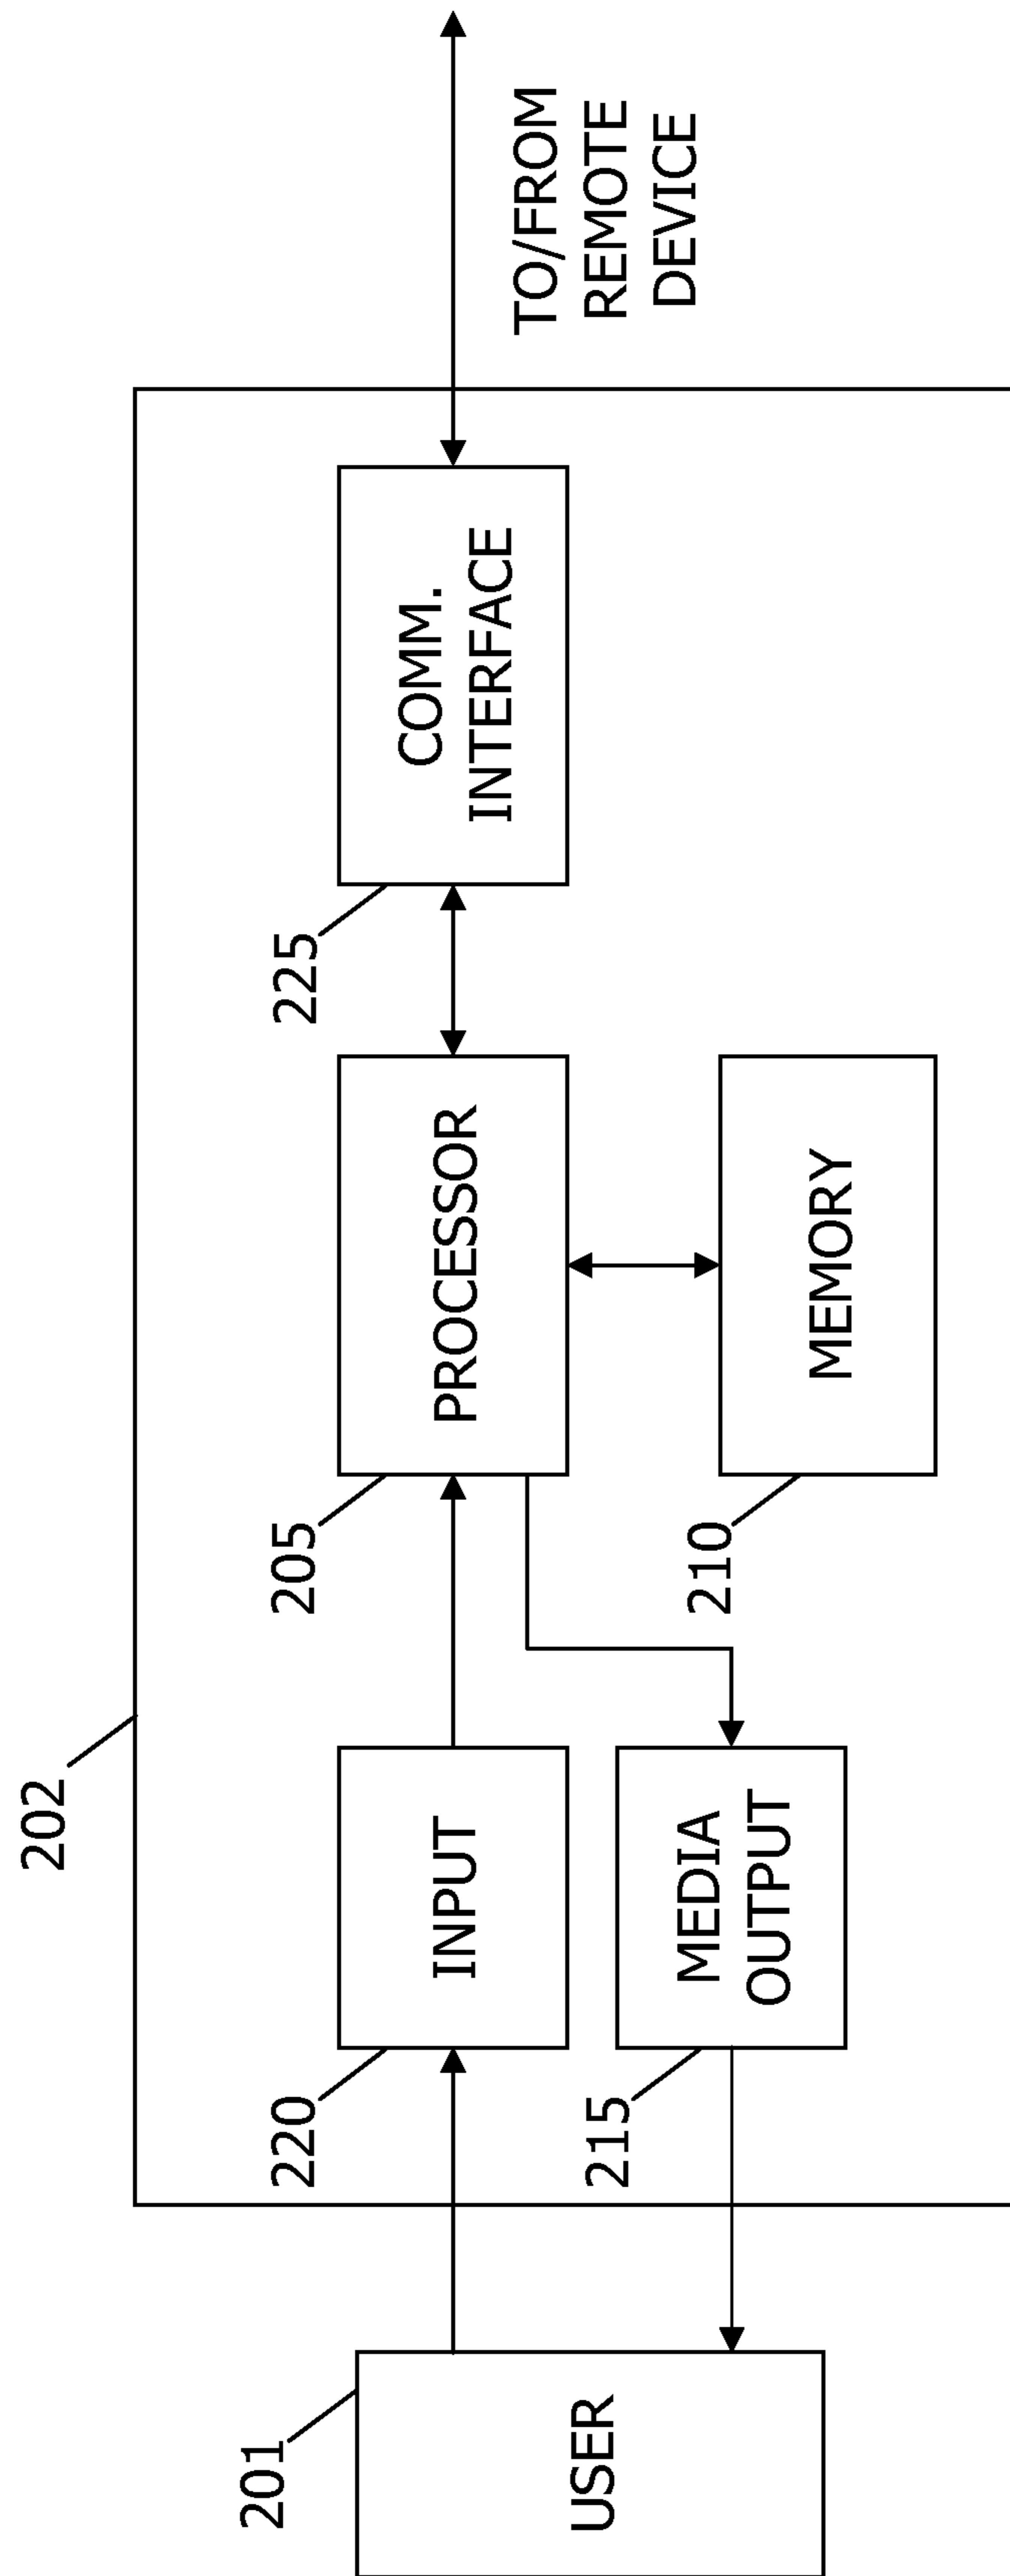 202
201
USER
220
INPUT
215
MEDIA
OUTPUT
205
PROCESSOR
210
MEMORY
225
COMM.
INTERFACE
TO/FROM
REMOTE
DEVICE